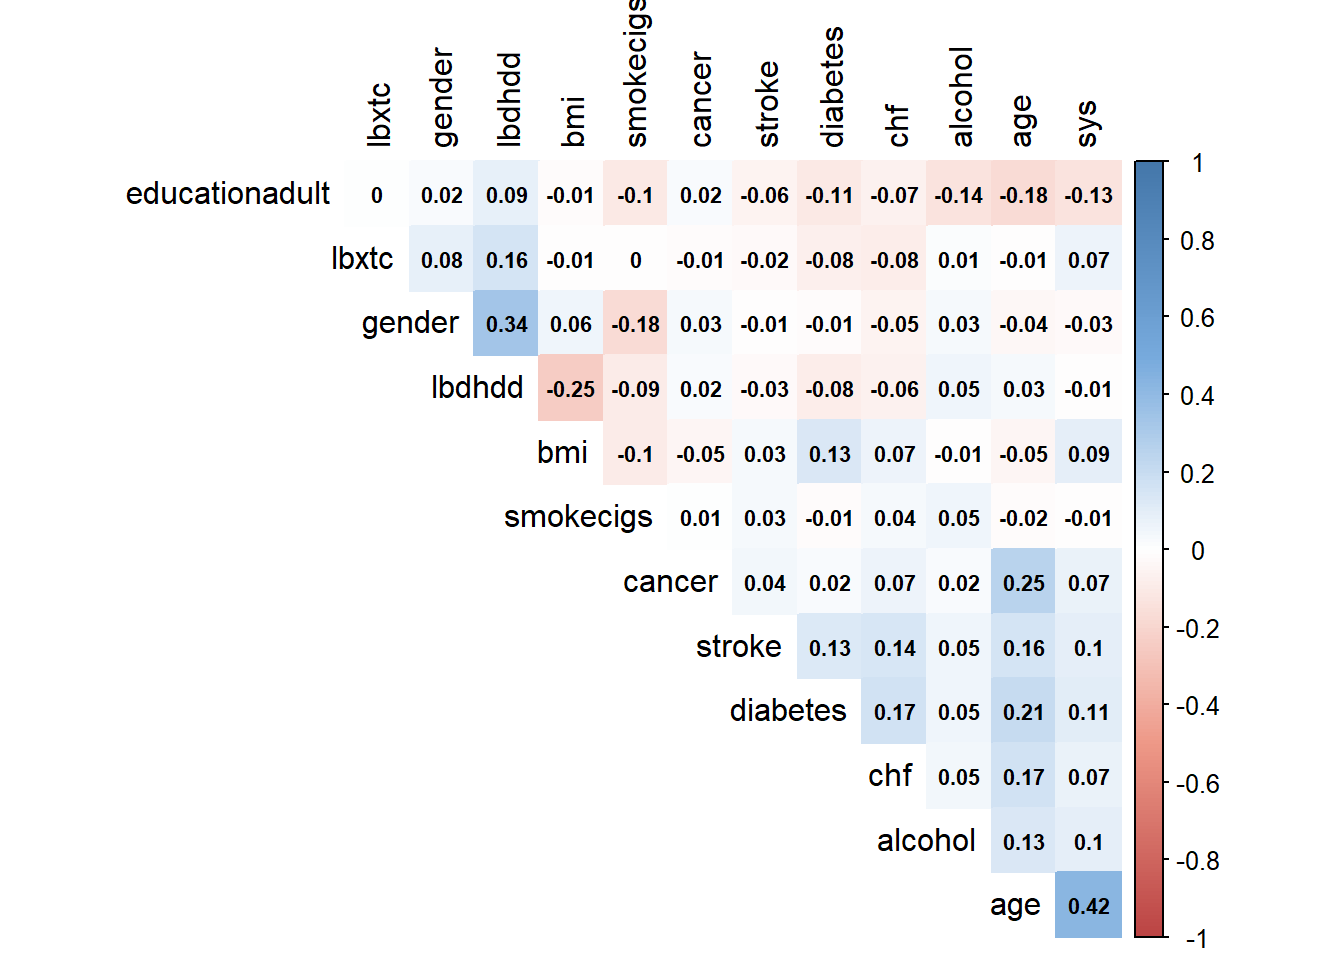 lbxtc gender lbdhdd bmi smokecigs cancer stroke diabetes chf alcohol age sys
educationadult 0 0.02 0.09 -0.01 -0.1 0.02 -0.06 -0.11 -0.07 -0.14 -0.18 -0.13
lbxtc 0.08 0.16 -0.01 0 -0.01 -0.02 -0.08 -0.08 0.01 -0.01 0.07
gender 0.34 0.06 -0.18 0.03 -0.01 -0.01 -0.05 0.03 -0.04 -0.03
lbdhdd -0.25 -0.09 0.02 -0.03 -0.08 -0.06 0.05 0.03 -0.01
bmi -0.1 -0.05 0.03 0.13 0.07 -0.01 -0.05 0.09
smokecigs 0.01 0.03 -0.01 0.04 0.05 -0.02 -0.01
cancer 0.04 0.02 0.07 0.02 0.25 0.07
stroke 0.13 0.14 0.05 0.16 0.1
diabetes 0.17 0.05 0.21 0.11
chf 0.05 0.17 0.07
alcohol 0.13 0.1
age 0.42
1
0.8
0.6
0.4
0.2
0
-0.2
-0.4
-0.6
-0.8
-1